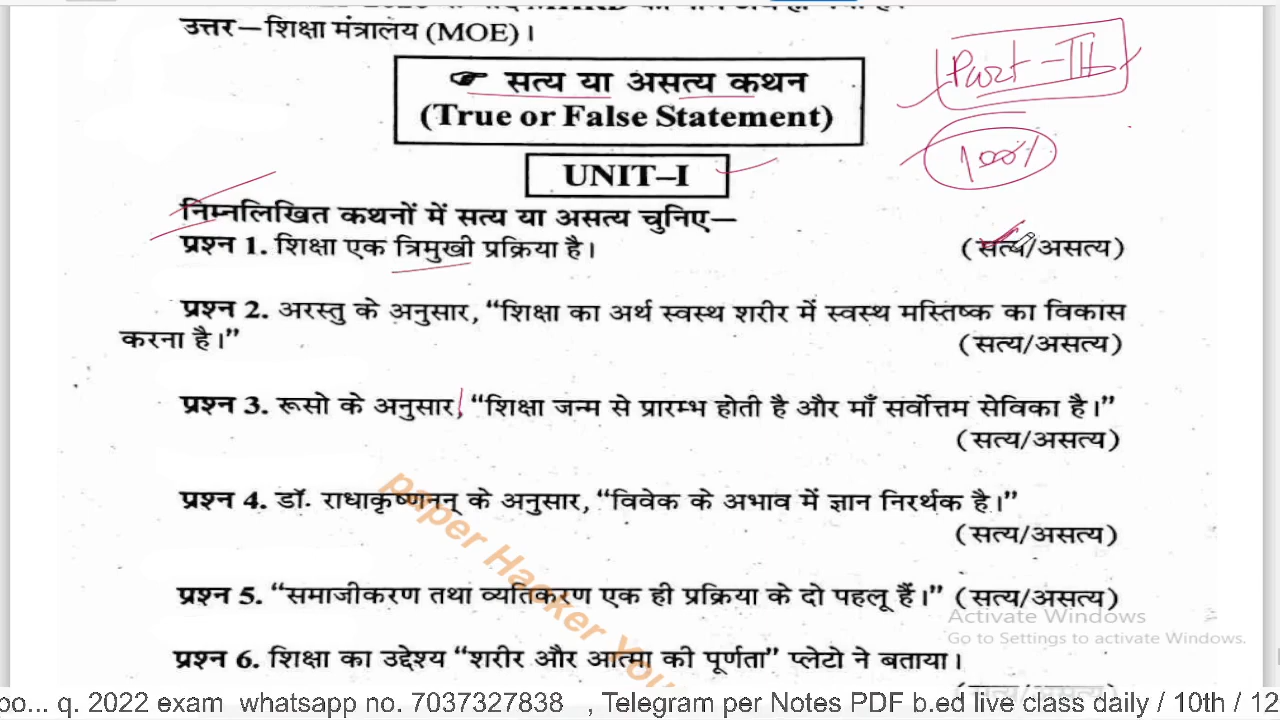 उत्तर–शिक्षा मंत्रालय (MOE)।
सत्य या असत्य कथन
(True or False Statement)
Part - III
100%
UNIT–I
निम्नलिखित कथनों में सत्य या असत्य चुनिए–
प्रश्न 1. शिक्षा एक त्रिमुखी प्रक्रिया है। (सत्य/असत्य)
प्रश्न 2. अरस्तु के अनुसार, “शिक्षा का अर्थ स्वस्थ शरीर में स्वस्थ मस्तिष्क का विकास
करना है।” (सत्य/असत्य)
प्रश्न 3. रूसो के अनुसार, “शिक्षा जन्म से प्रारम्भ होती है और माँ सर्वोत्तम सेविका है।”
(सत्य/असत्य)
प्रश्न 4. डॉ. राधाकृष्णनन् के अनुसार, “विवेक के अभाव में ज्ञान निरर्थक है।”
(सत्य/असत्य)
paper Hacker You
प्रश्न 5. “समाजीकरण तथा व्यतिकरण एक ही प्रक्रिया के दो पहलू हैं।” (सत्य/असत्य)
Activate Windows
Go to Settings to activate Windows.
प्रश्न 6. शिक्षा का उद्देश्य “शरीर और आत्मा की पूर्णता” प्लेटो ने बताया।
(सत्य/असत्य)
po... q. 2022 exam whatsapp no. 7037327838 , Telegram per Notes PDF b.ed live class daily / 10th / 12